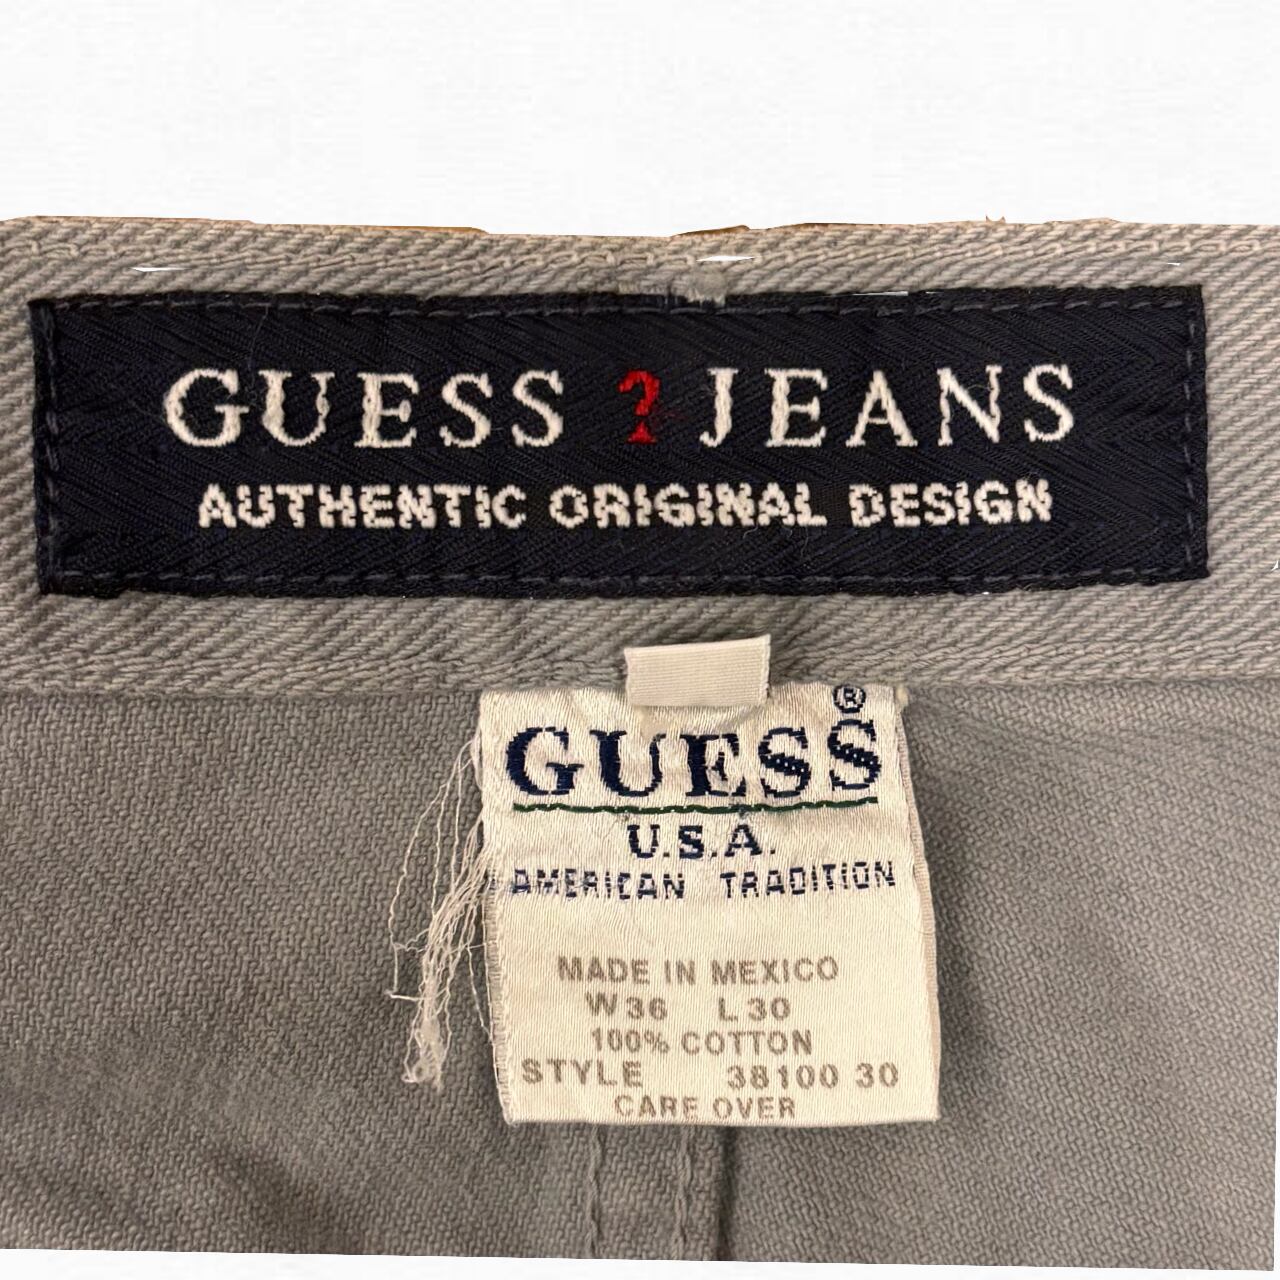 GUESS ? JEANS
AUTHENTIC ORIGINAL DESIGN
GUESS®
U.S.A.
AMERICAN TRADITION
MADE IN MEXICO
W36 L30
100% COTTON
STYLE 38100 30
CARE OVER